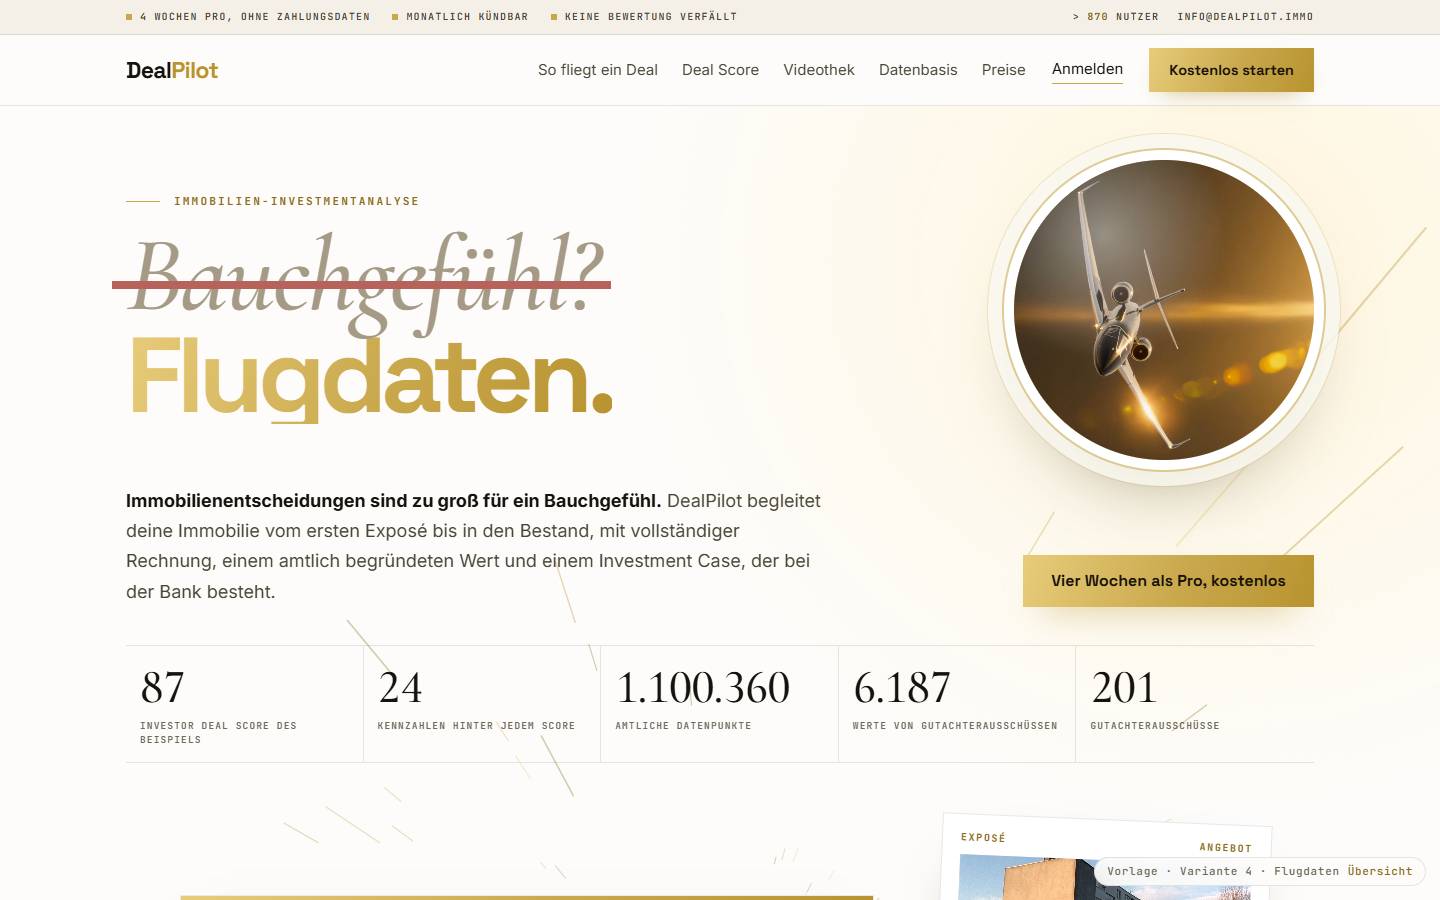 4 WOCHEN PRO, OHNE ZAHLUNGSDATEN MONATLICH KÜNDBAR KEINE BEWERTUNG VERFÄLLT > 870 NUTZER INFO@DEALPILOT.IMMO
DealPilot So fliegt ein Deal Deal Score Videothek Datenbasis Preise Anmelden Kostenlos starten
IMMOBILIEN-INVESTMENTANALYSE
Bauchgefühl?
Flugdaten.
Immobilienentscheidungen sind zu groß für ein Bauchgefühl. DealPilot begleitet
deine Immobilie vom ersten Exposé bis in den Bestand, mit vollständiger
Rechnung, einem amtlich begründeten Wert und einem Investment Case, der bei
der Bank besteht.
Vier Wochen als Pro, kostenlos
87 24 1.100.360 6.187 201
INVESTOR DEAL SCORE DES KENNZAHLEN HINTER JEDEM SCORE AMTLICHE DATENPUNKTE WERTE VON GUTACHTERAUSSCHÜSSEN GUTACHTERAUSSCHÜSSE
BEISPIELS
EXPOSÉ ANGEBOT
Vorlage · Variante 4 · Flugdaten Übersicht